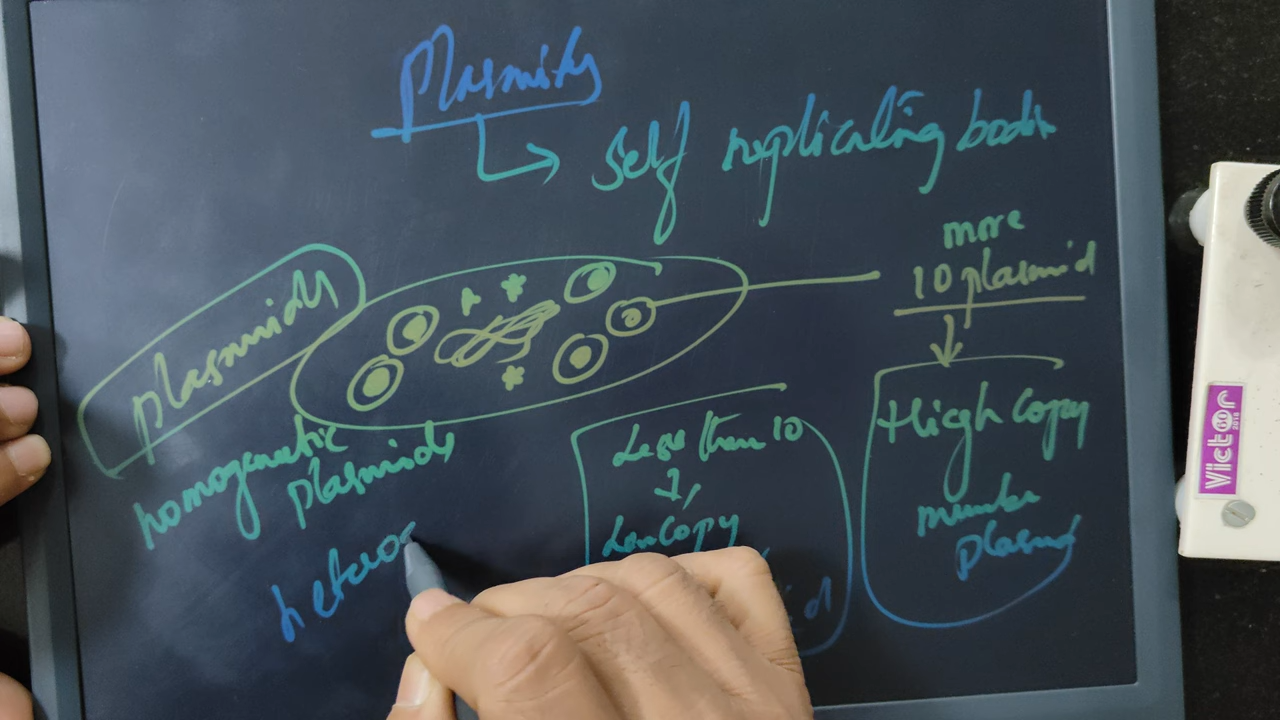 Plasmids
self replicating bodies
more
10 plasmid
plasmids
High Copy
number
plasmid
Less than 10
Low Copy
homogenetic
plasmids
hetero
Victor